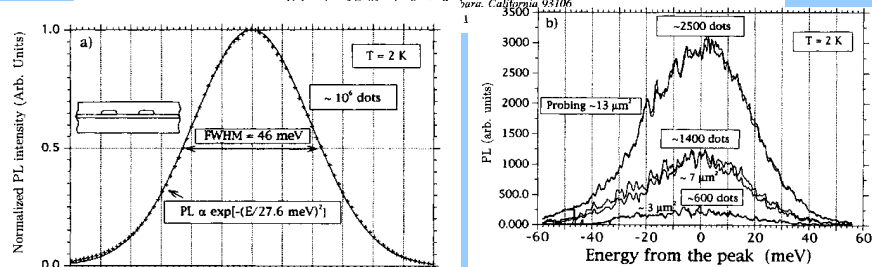 bara. California 93106
a)
Normalized PL intensity (Arb. Units)
1.0
0.5
0.0
T = 2 K
~ 10⁶ dots
FWHM = 46 meV
PL α exp[-(E/27.6 meV)²]
b)
PL (arb. units)
3500
3000
2500
2000
1500
1000
500.0
0.000
~2500 dots
T = 2 K
Probing ~13 μm²
~1400 dots
~ 7 μm²
~ 3 μm²
~600 dots
-60 -40 -20 0 20 40 60
Energy from the peak (meV)